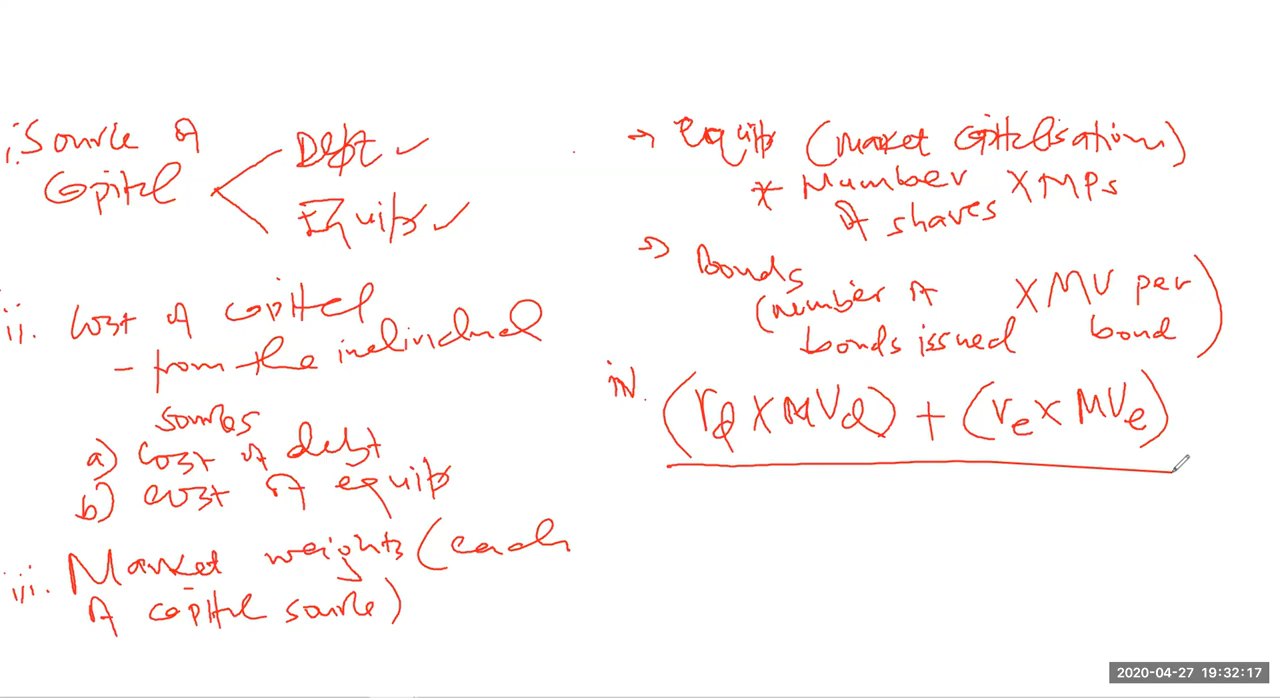 i. Source of
Capital
Debt ✓
Equity ✓
ii. Cost of capital
- from the individual
sources
a) Cost of debt
b) cost of equity
iii. Market weights (each
of capital source)
→ Equity (Market Capitalisation)
* Number X MPS
of shares
→ Bonds
(number of X MV per
bonds issued bond)
iv. (rd X MVd) + (re X MVe)
2020-04-27 19:32:17